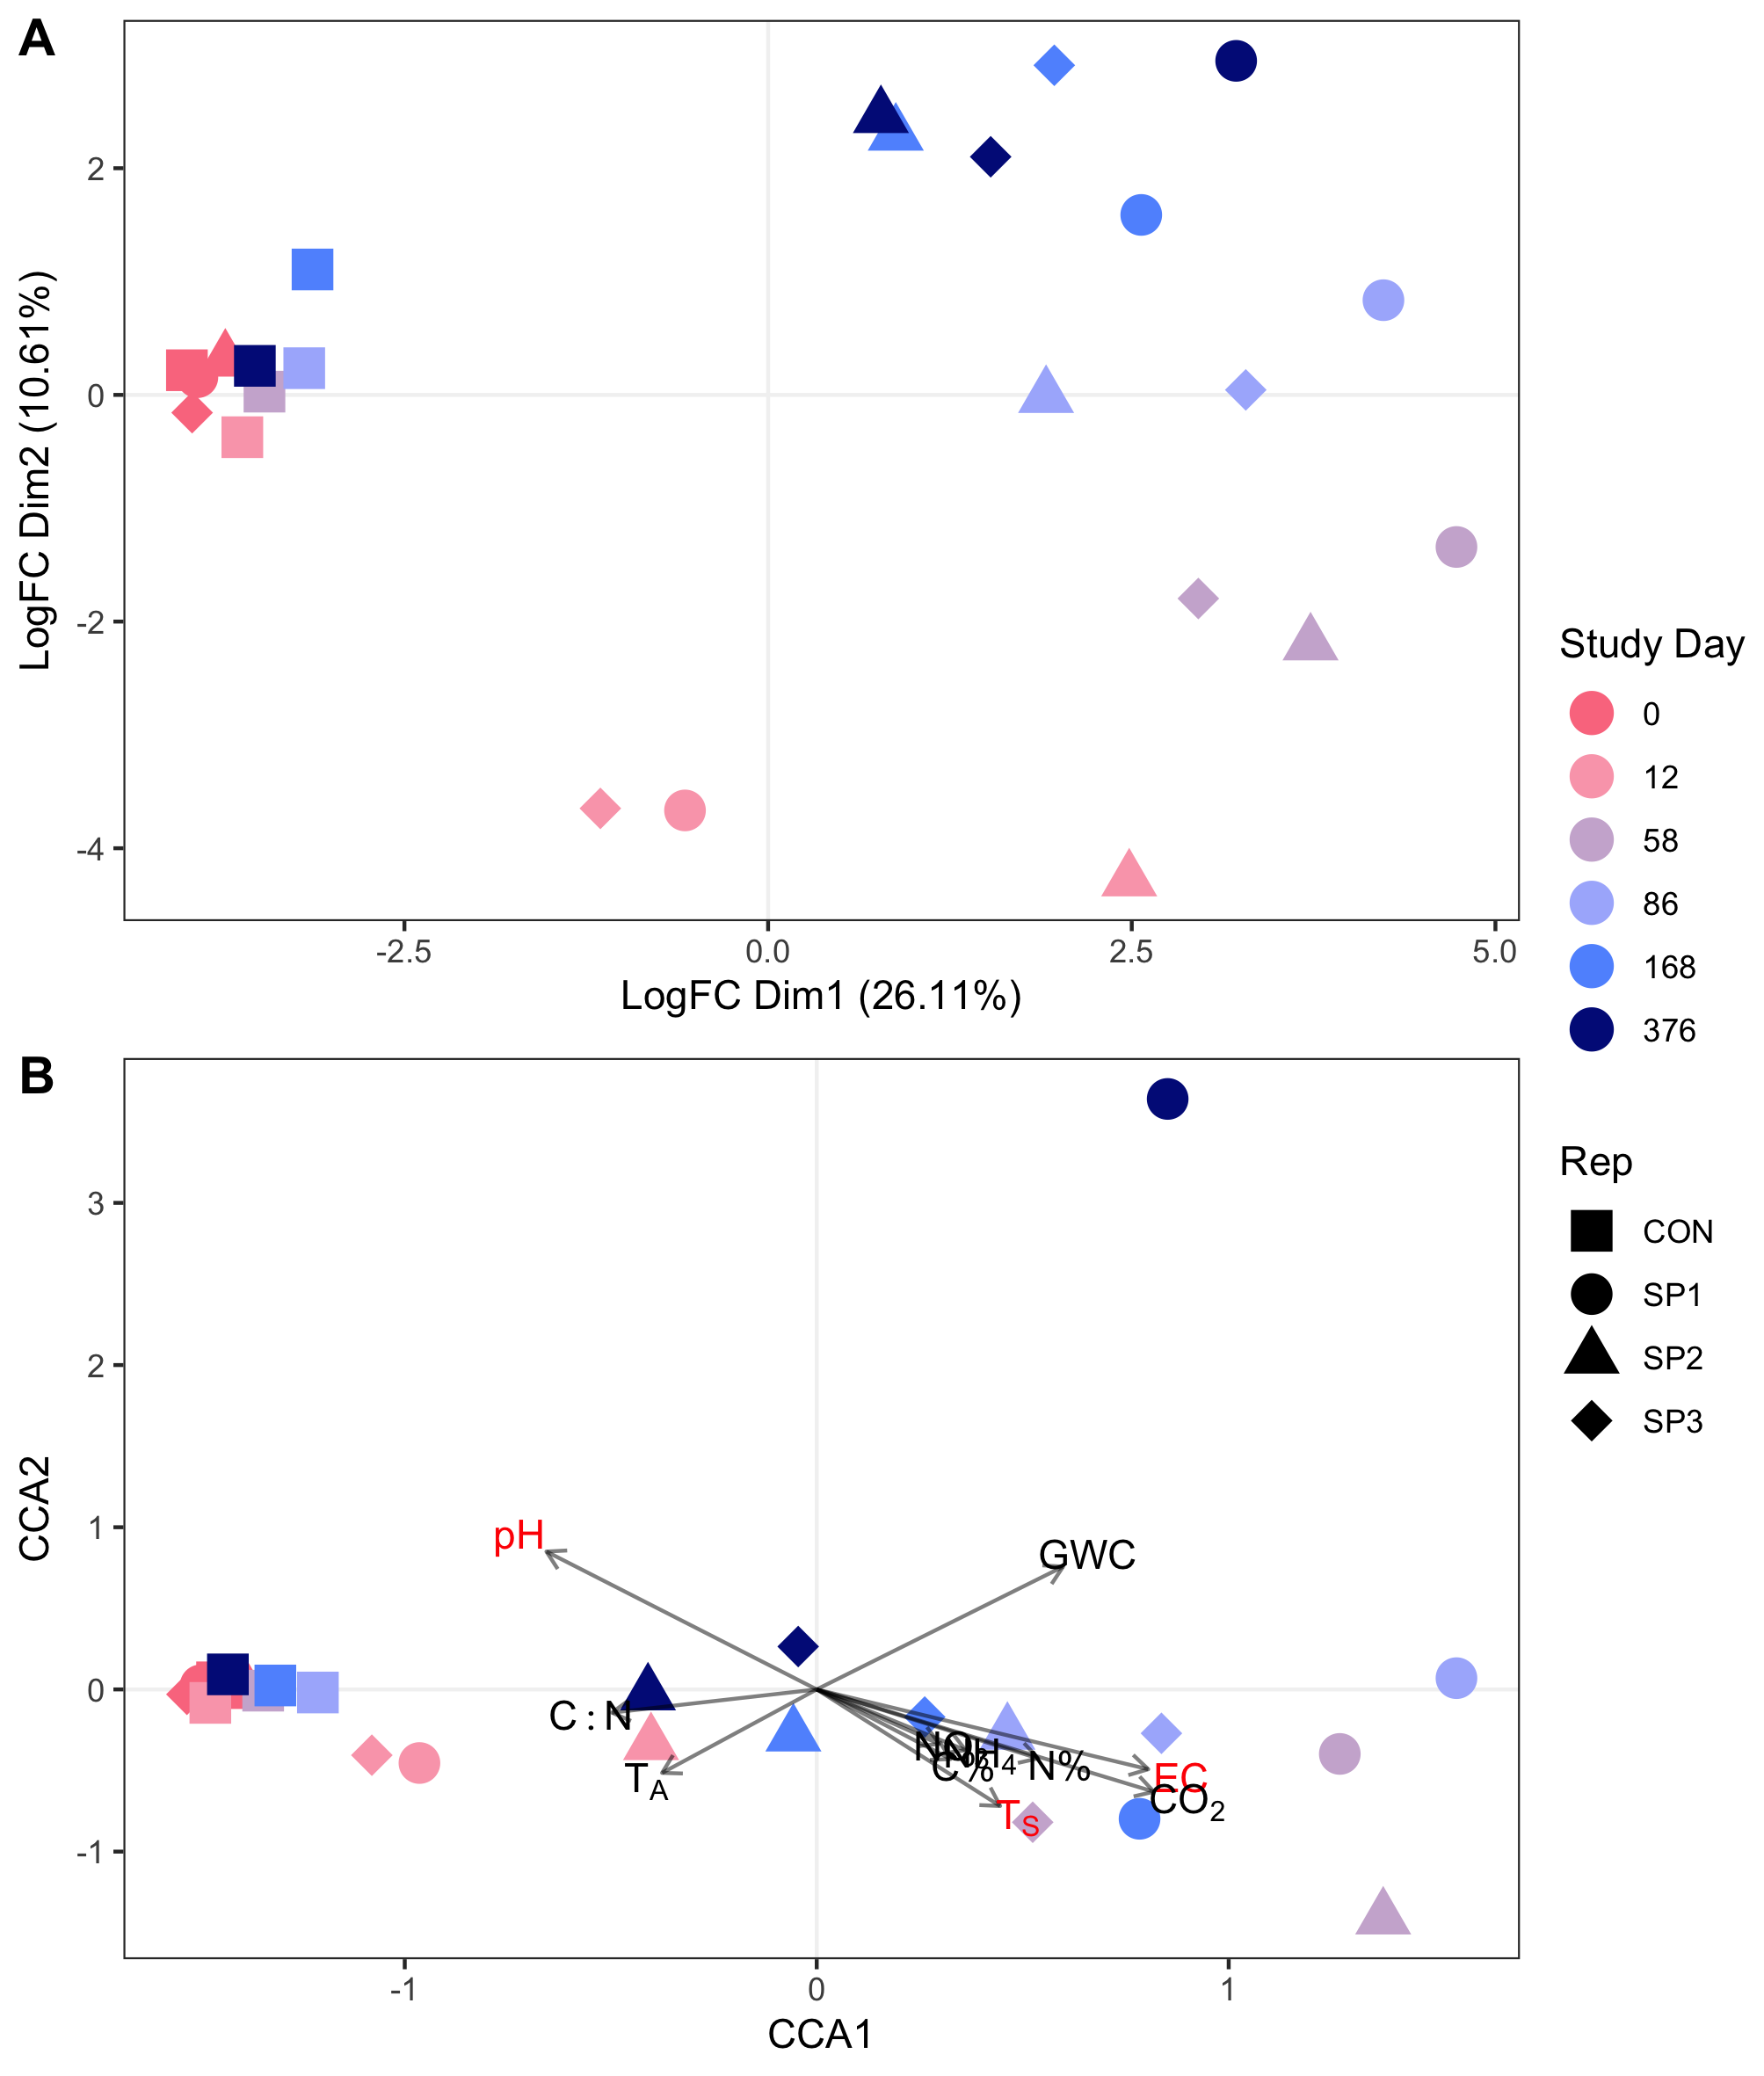 A
LogFC Dim2 (10.61%)
2
0
-2
-4
-2.5
0.0
2.5
5.0
LogFC Dim1 (26.11%)
Study Day
0
12
58
86
168
376
B
CCA2
3
2
1
0
-1
pH
GWC
C : N
T_A
C%
N%
EC
CO₂
T_S
-1
0
1
CCA1
Rep
CON
SP1
SP2
SP3